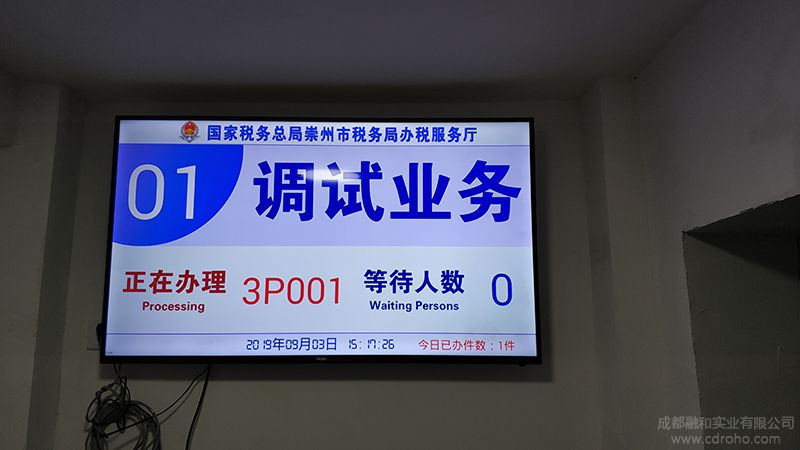 国家税务总局崇州市税务局办税服务厅
01 调试业务
正在办理 3P001 等待人数 0
Processing Waiting Persons
2019年09月03日 15:17:26 今日已办件数：1件
成都融和实业有限公司
www.cdroho.com